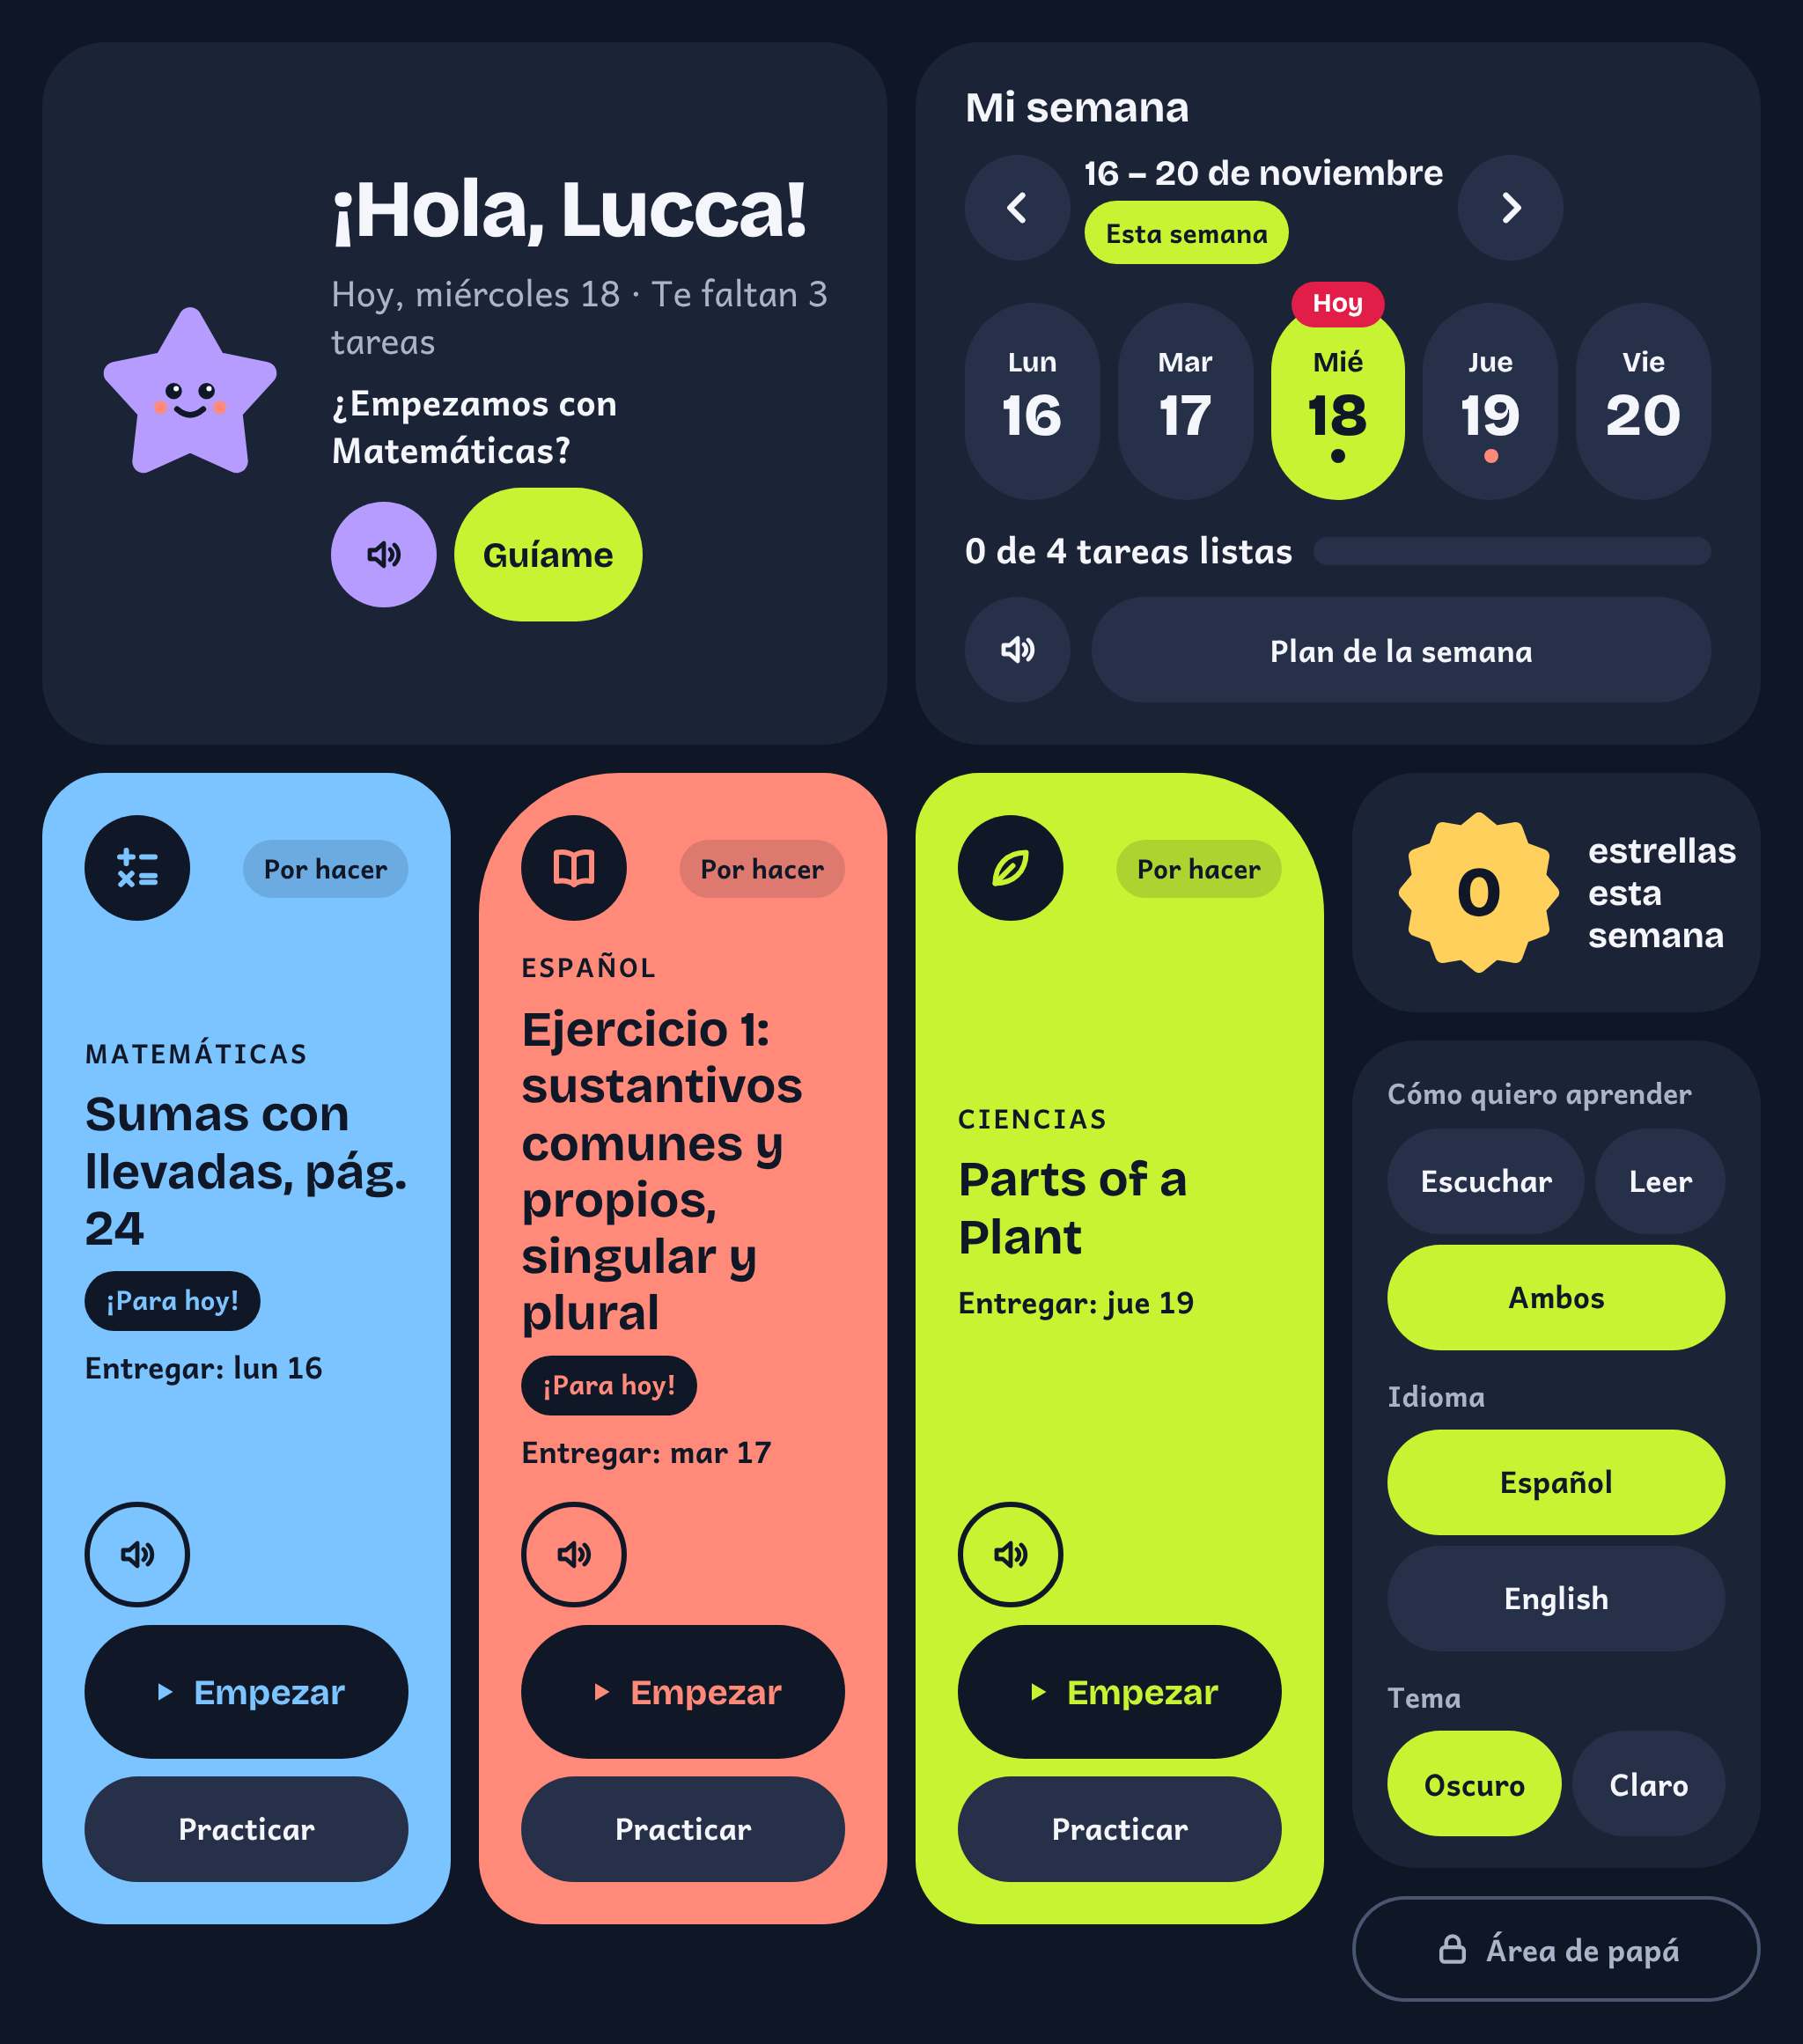 ¡Hola, Lucca!
Hoy, miércoles 18 · Te faltan 3
tareas
¿Empezamos con
Matemáticas?
Guíame
Mi semana
16 – 20 de noviembre
Esta semana
Hoy
Lun
16
Mar
17
Mié
18
Jue
19
Vie
20
0 de 4 tareas listas
Plan de la semana
Por hacer
MATEMÁTICAS
Sumas con
llevadas, pág.
24
¡Para hoy!
Entregar: lun 16
Empezar
Practicar
Por hacer
ESPAÑOL
Ejercicio 1:
sustantivos
comunes y
propios,
singular y
plural
¡Para hoy!
Entregar: mar 17
Empezar
Practicar
Por hacer
CIENCIAS
Parts of a
Plant
Entregar: jue 19
Empezar
Practicar
0
estrellas
esta
semana
Cómo quiero aprender
Escuchar
Leer
Ambos
Idioma
Español
English
Tema
Oscuro
Claro
Área de papá